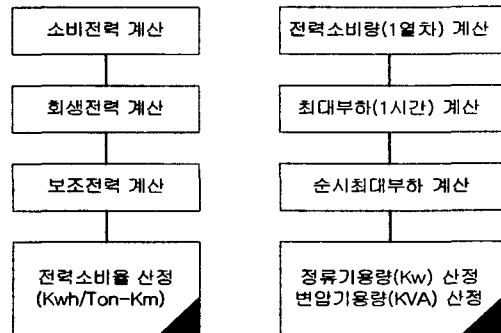 소비전력 계산
회생전력 계산
보조전력 계산
전력소비율 산정
(Kwh/Ton-Km)
전력소비량(1열차) 계산
최대부하(1시간) 계산
순시최대부하 계산
정류기용량(Kw) 산정
변압기용량(KVA) 산정